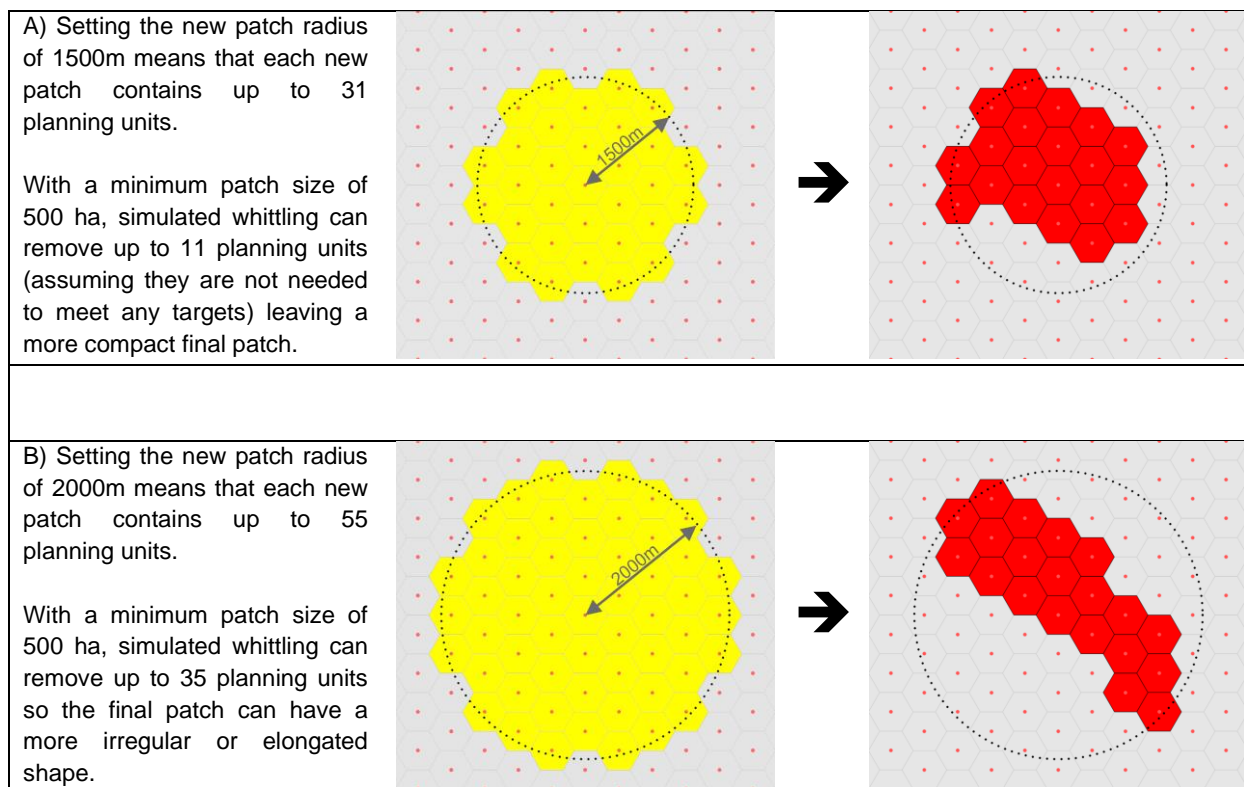 A) Setting the new patch radius
of 1500m means that each new
patch contains up to 31
planning units.
With a minimum patch size of
500 ha, simulated whittling can
remove up to 11 planning units
(assuming they are not needed
to meet any targets) leaving a
more compact final patch.
1500m
B) Setting the new patch radius
of 2000m means that each new
patch contains up to 55
planning units.
With a minimum patch size of
500 ha, simulated whittling can
remove up to 35 planning units
so the final patch can have a
more irregular or elongated
shape.
2000m